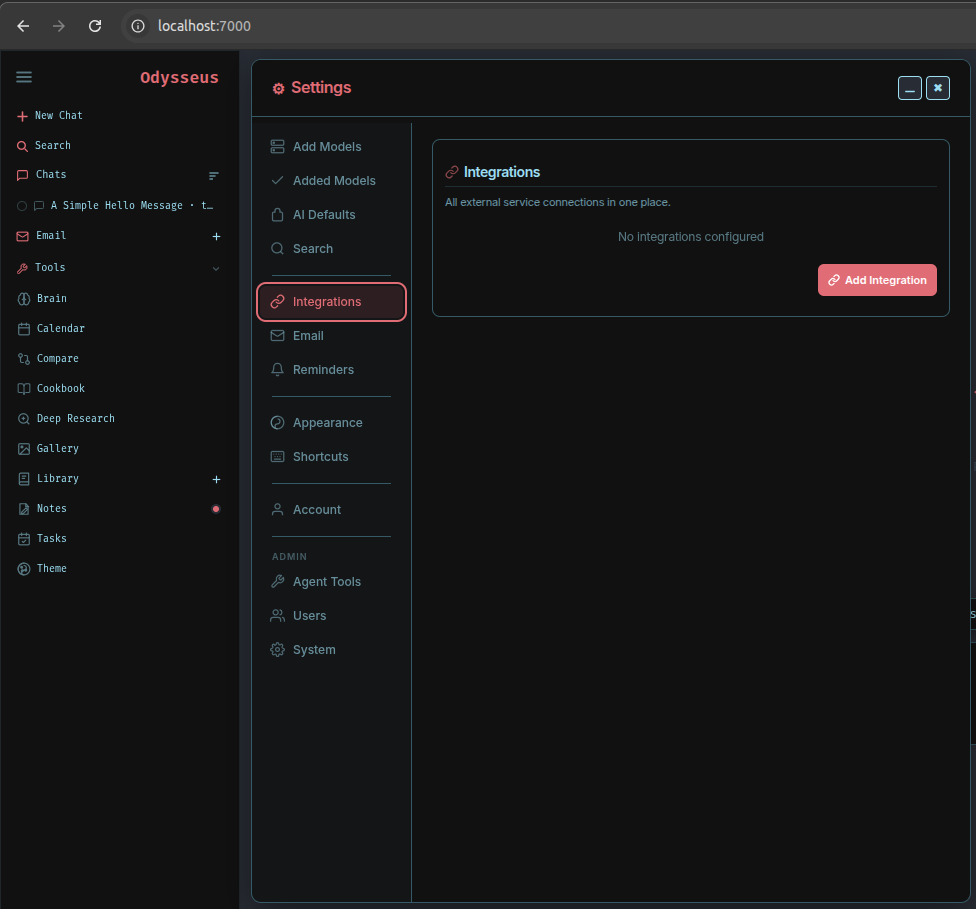 localhost:7000
Odysseus
New Chat
Search
Chats
A Simple Hello Message · t…
Email
Tools
Brain
Calendar
Compare
Cookbook
Deep Research
Gallery
Library
Notes
Tasks
Theme
Settings
Add Models
Added Models
AI Defaults
Search
Integrations
Email
Reminders
Appearance
Shortcuts
Account
ADMIN
Agent Tools
Users
System
Integrations
All external service connections in one place.
No integrations configured
Add Integration